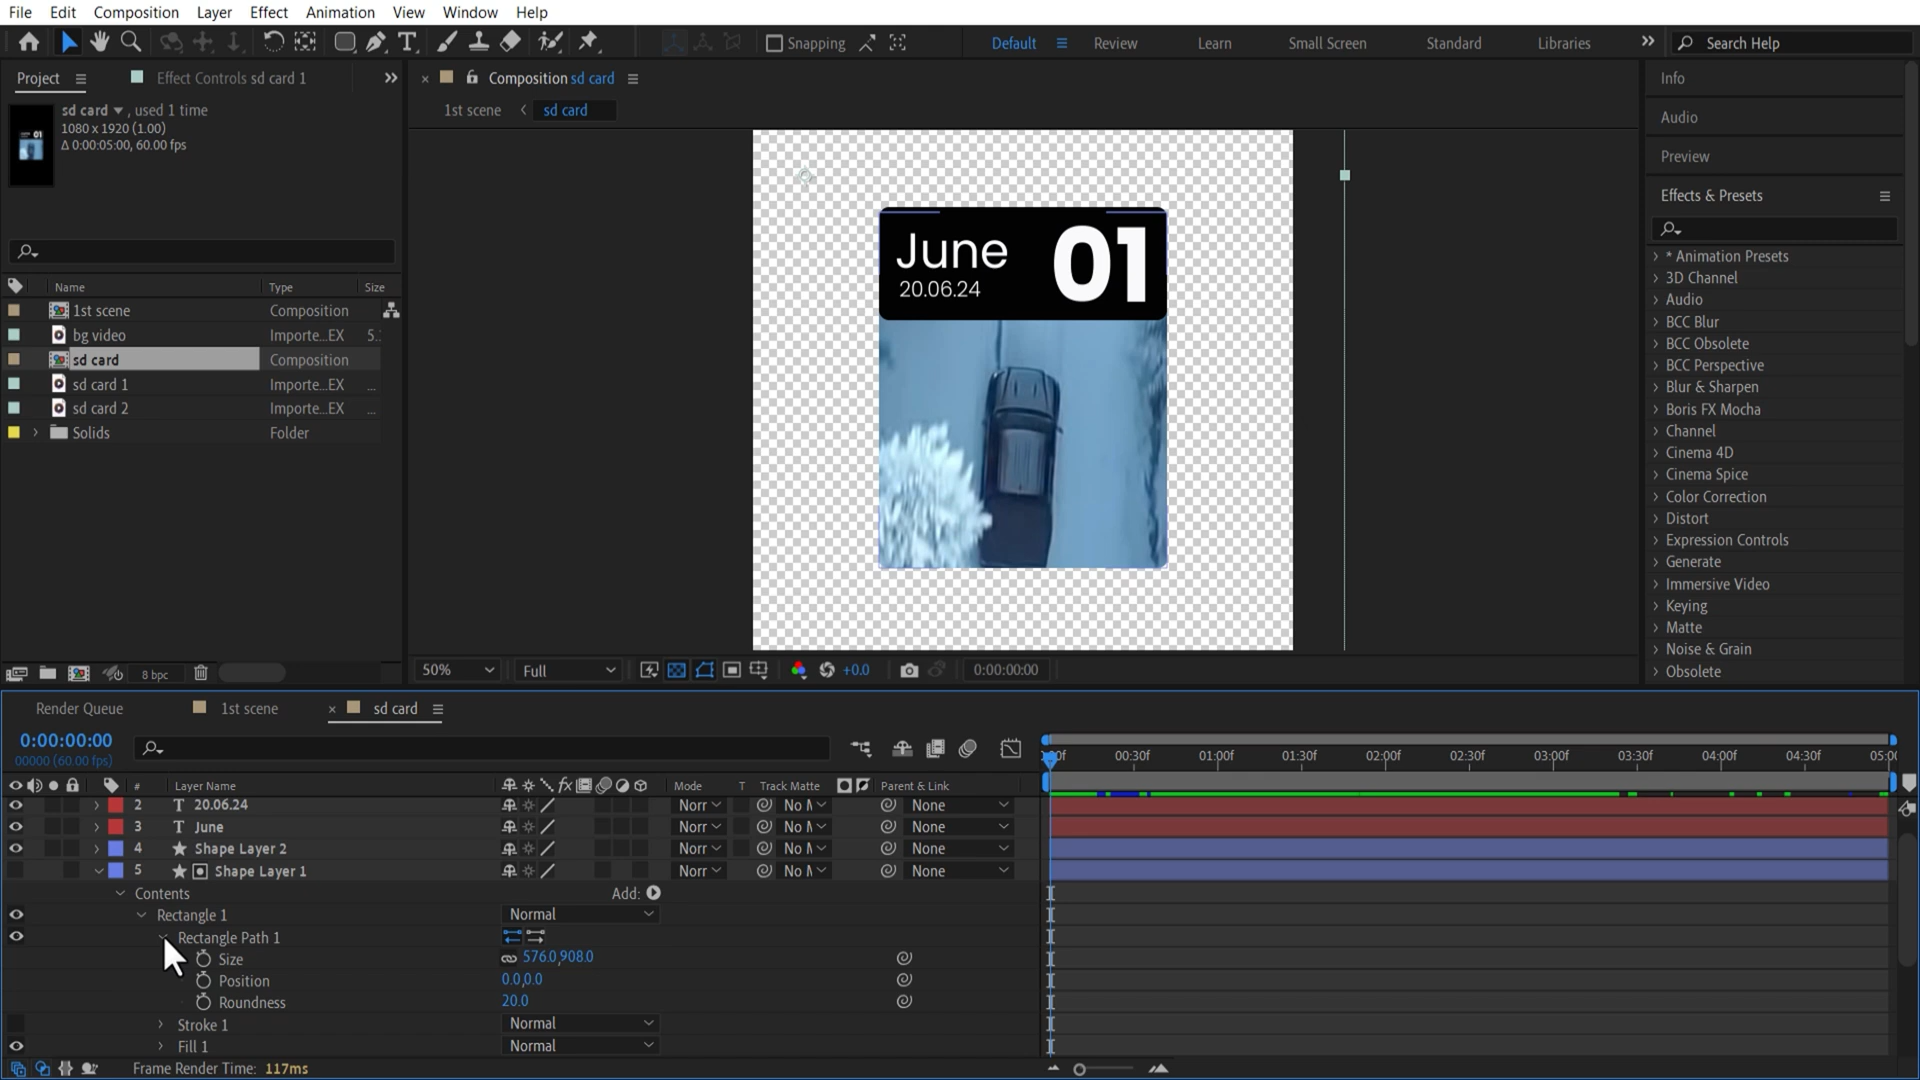 File Edit Composition Layer Effect Animation View Window Help
Snapping Default Review Learn Small Screen Standard Libraries Search Help
Project Effect Controls sd card 1
sd card , used 1 time
1080 x 1920 (1.00)
Δ 0:00:05:00, 60.00 fps
Name Type Size
1st scene Composition
bg video Importe...EX 5.
sd card Composition
sd card 1 Importe...EX ...
sd card 2 Importe...EX ...
Solids Folder
8 bpc
Composition sd card
1st scene sd card
June 01
20.06.24
50% Full +0.0 0:00:00:00
Info
Audio
Preview
Effects & Presets
* Animation Presets
3D Channel
Audio
BCC Blur
BCC Obsolete
BCC Perspective
Blur & Sharpen
Boris FX Mocha
Channel
Cinema 4D
Cinema Spice
Color Correction
Distort
Expression Controls
Generate
Immersive Video
Keying
Matte
Noise & Grain
Obsolete
Render Queue 1st scene sd card
0:00:00:00
00000 (60.00 fps)
00:30f 01:00f 01:30f 02:00f 02:30f 03:00f 03:30f 04:00f 04:30f 05:00
# Layer Name fx Mode T Track Matte Parent & Link
2 T 20.06.24 Norr No M None
3 T June Norr No M None
4 Shape Layer 2 Norr No M None
5 Shape Layer 1 Norr No M None
Contents Add:
Rectangle 1 Normal
Rectangle Path 1
Size 576.0,908.0
Position 0.0,0.0
Roundness 20.0
Stroke 1 Normal
Fill 1 Normal
Frame Render Time: 117ms